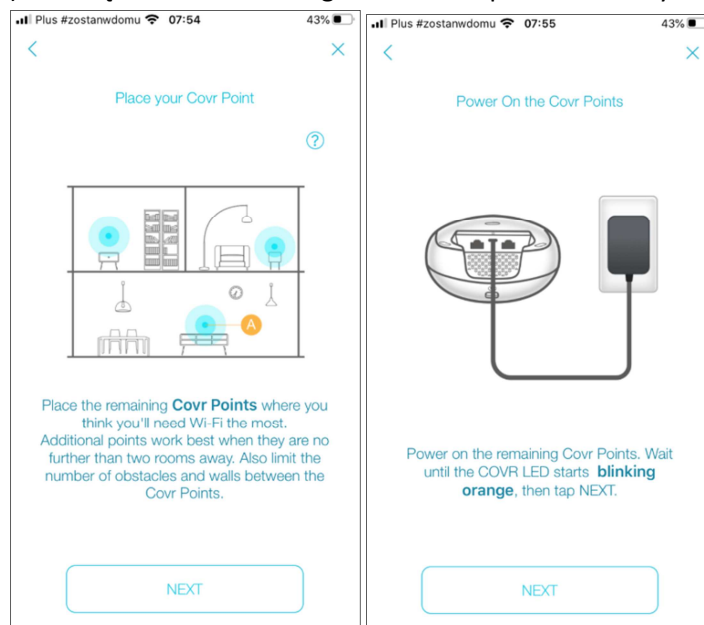 Plus #zostanwdomu 07:54 43%
Place your Covr Point
?
A
Place the remaining Covr Points where you
think you'll need Wi-Fi the most.
Additional points work best when they are no
further than two rooms away. Also limit the
number of obstacles and walls between the
Covr Points.
NEXT
Plus #zostanwdomu 07:55 43%
Power On the Covr Points
Power on the remaining Covr Points. Wait
until the COVR LED starts blinking
orange, then tap NEXT.
NEXT